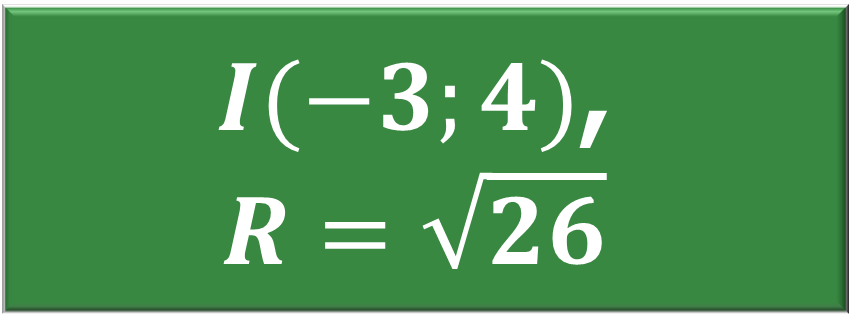 I(−3; 4),
R = √26